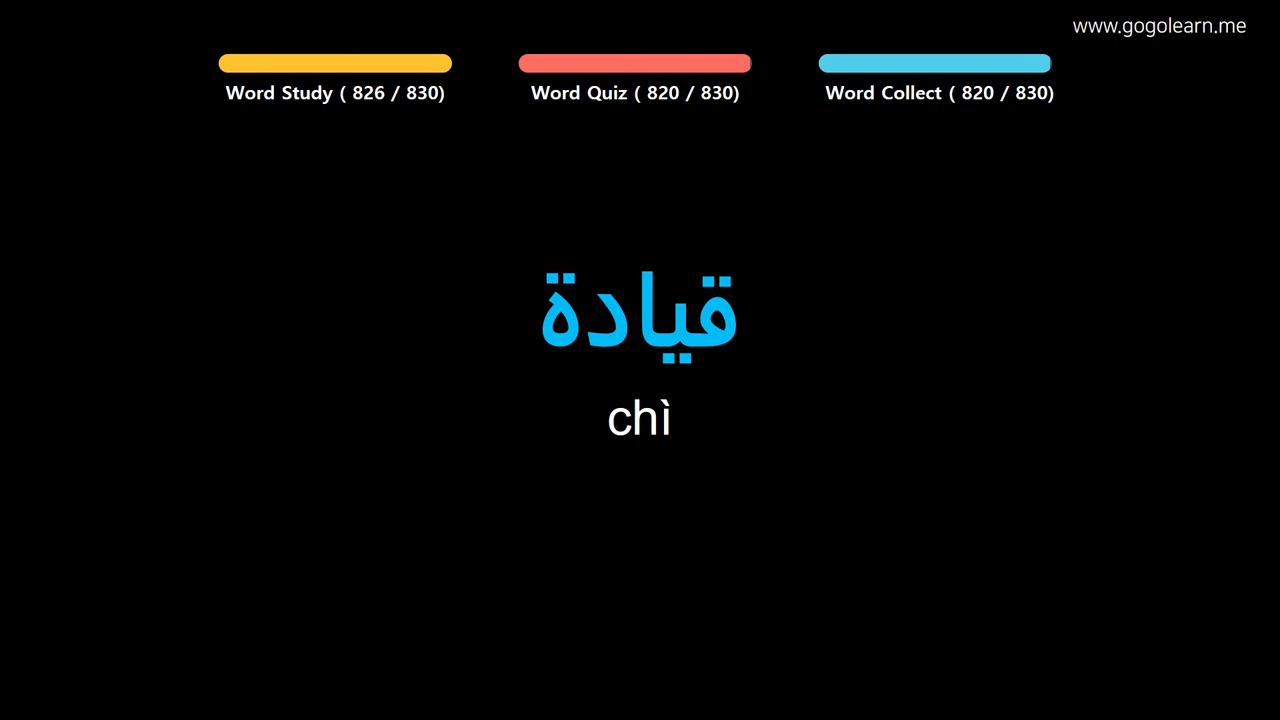 www.gogolearn.me
Word Study ( 826 / 830)
Word Quiz ( 820 / 830)
Word Collect ( 820 / 830)
قيادة
chì